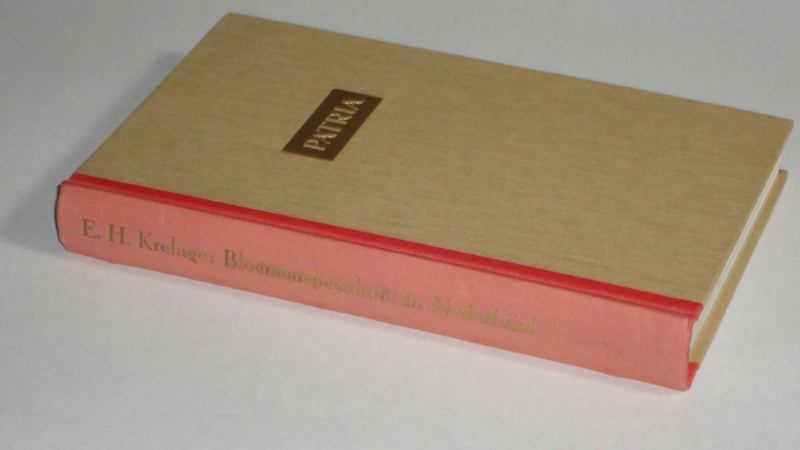 PATRIA
E. H. Krelage: Bloemenspeculatie in Nederland